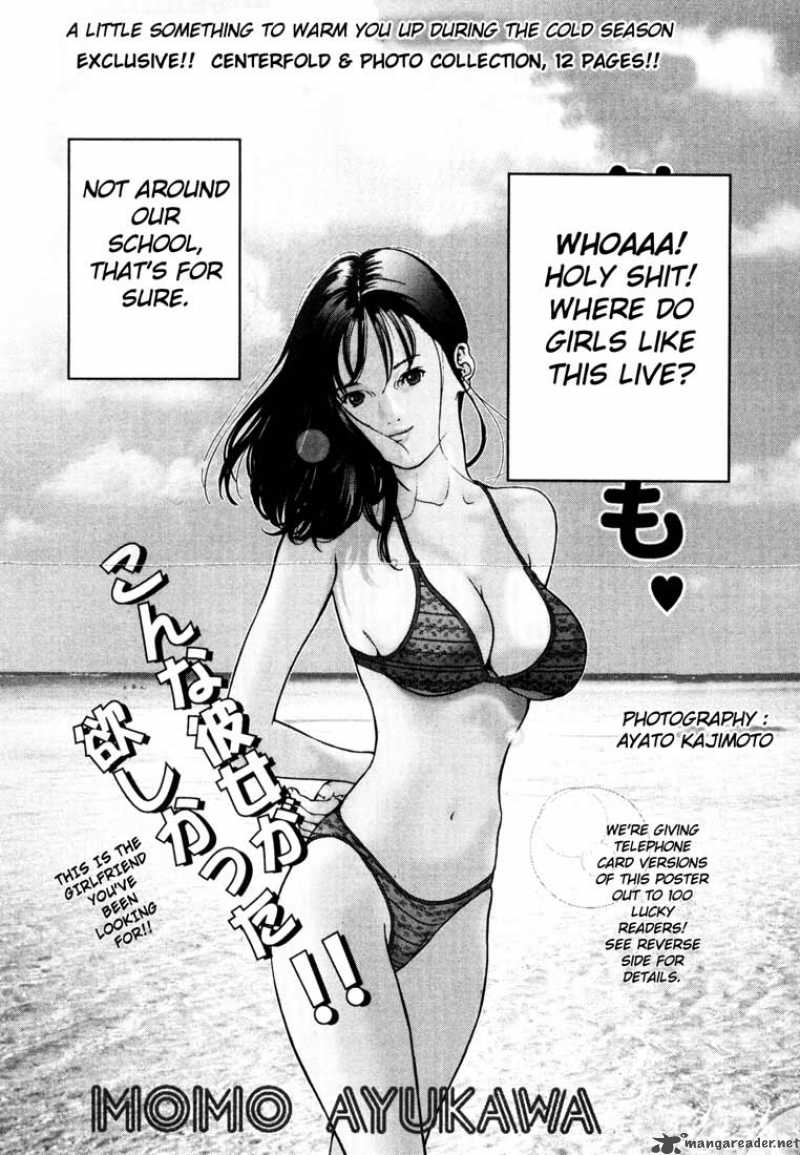 A LITTLE SOMETHING TO WARM YOU UP DURING THE COLD SEASON
EXCLUSIVE!! CENTERFOLD & PHOTO COLLECTION, 12 PAGES!!
NOT AROUND
OUR
SCHOOL,
THAT'S FOR
SURE.
WHOAAA!
HOLY SHIT!
WHERE DO
GIRLS LIKE
THIS LIVE?
も♥
こんな彼女が
欲しかった!!
PHOTOGRAPHY :
AYATO KAJIMOTO
THIS IS THE
GIRLFRIEND
YOU'VE
BEEN
LOOKING
FOR!!
WE'RE GIVING
TELEPHONE
CARD VERSIONS
OF THIS POSTER
OUT TO 100
LUCKY
READERS!
SEE REVERSE
SIDE FOR
DETAILS.
MOMO AYUKAWA
mangareader.net